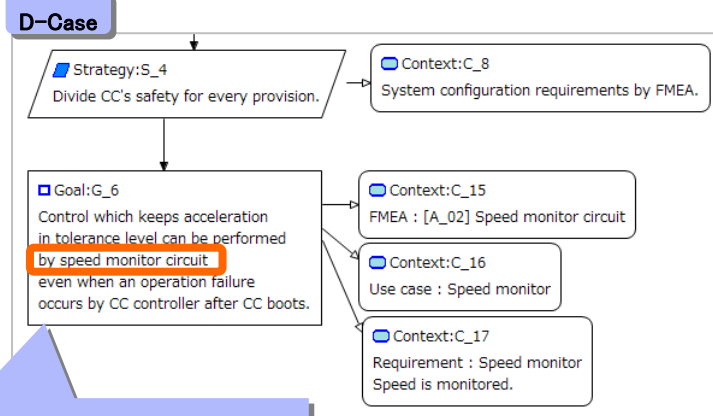 D-Case
Strategy:S_4
Divide CC's safety for every provision.
Context:C_8
System configuration requirements by FMEA.
Goal:G_6
Control which keeps acceleration
in tolerance level can be performed
by speed monitor circuit
even when an operation failure
occurs by CC controller after CC boots.
Context:C_15
FMEA : [A_02] Speed monitor circuit
Context:C_16
Use case : Speed monitor
Context:C_17
Requirement : Speed monitor
Speed is monitored.